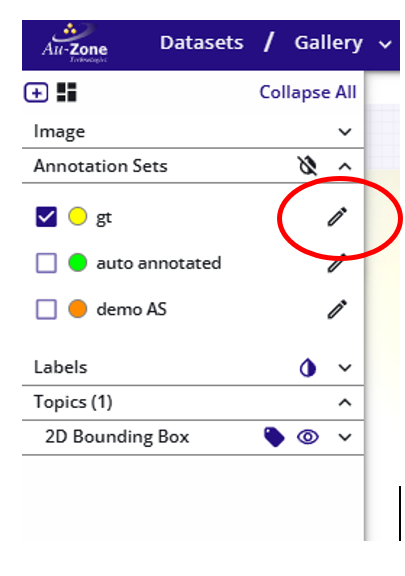 Au-Zone
Technologies
Datasets / Gallery
Collapse All
Image
Annotation Sets
gt
auto annotated
demo AS
Labels
Topics (1)
2D Bounding Box